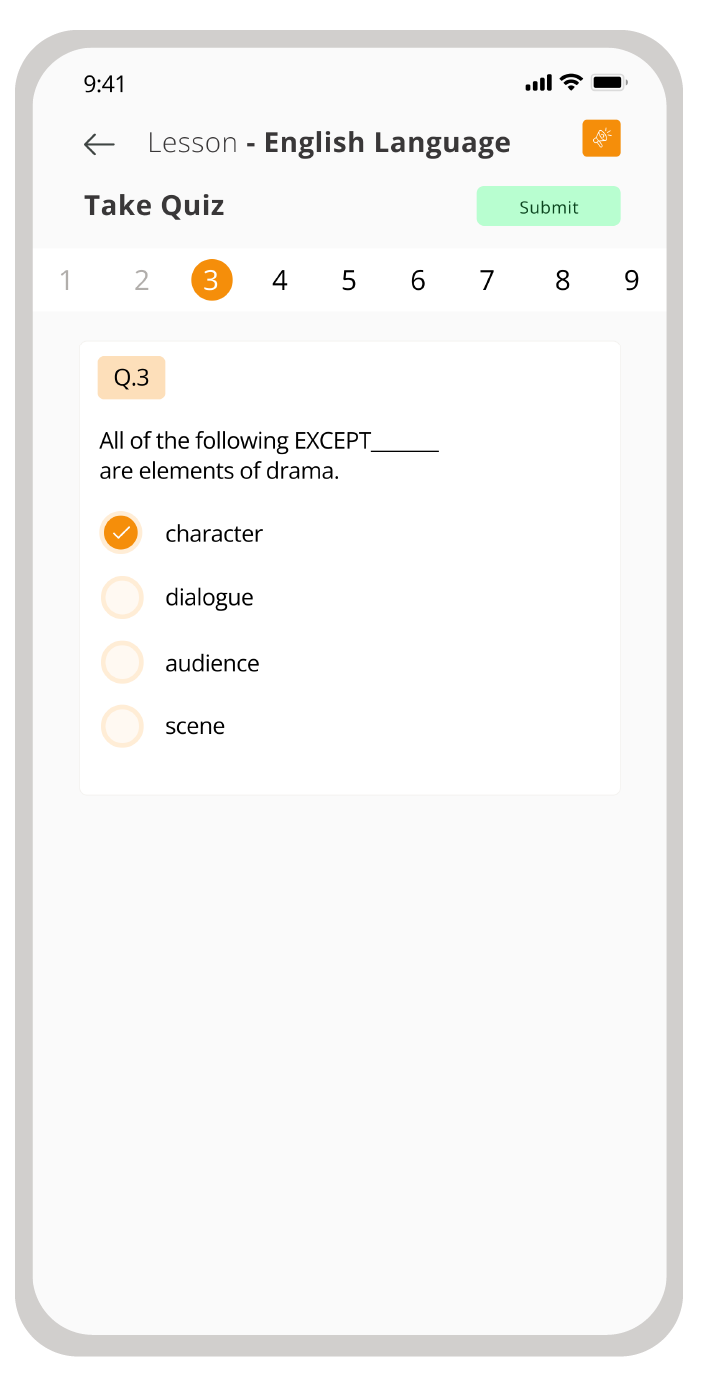 9:41
Lesson - English Language
Take Quiz
Submit
1 2 3 4 5 6 7 8 9
Q.3
All of the following EXCEPT______
are elements of drama.
character
dialogue
audience
scene